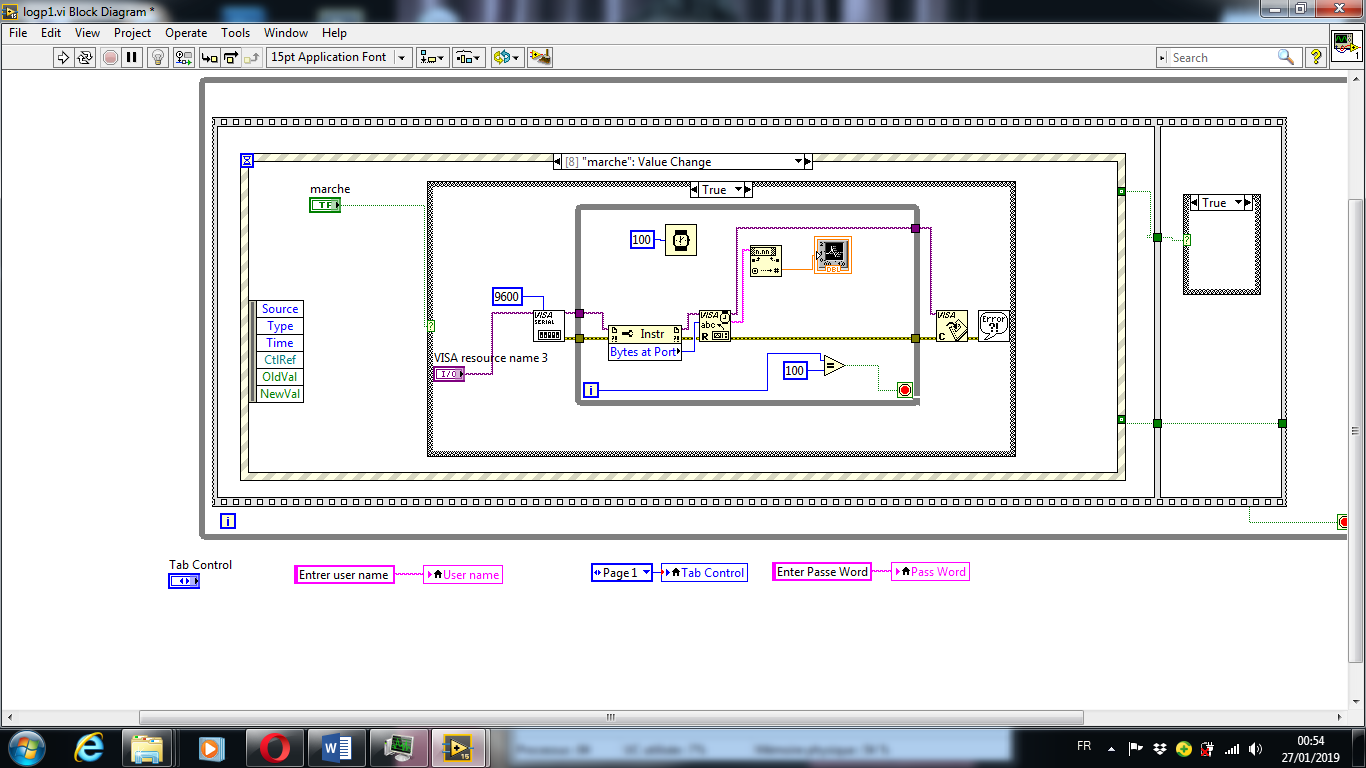 logp1.vi Block Diagram *
File Edit View Project Operate Tools Window Help
15pt Application Font
Search
1
[8] "marche": Value Change
marche
TF
True
True
100
n.nn
DBL
9600
VISA
SERIAL
Instr
Bytes at Port
VISA
abc
R
VISA
C
Error
?!
Source
Type
Time
CtlRef
OldVal
NewVal
VISA resource name 3
I/O
100
=
i
i
Tab Control
Entrer user name
User name
Page 1
Tab Control
Enter Passe Word
Pass Word
FR
00:54
27/01/2019